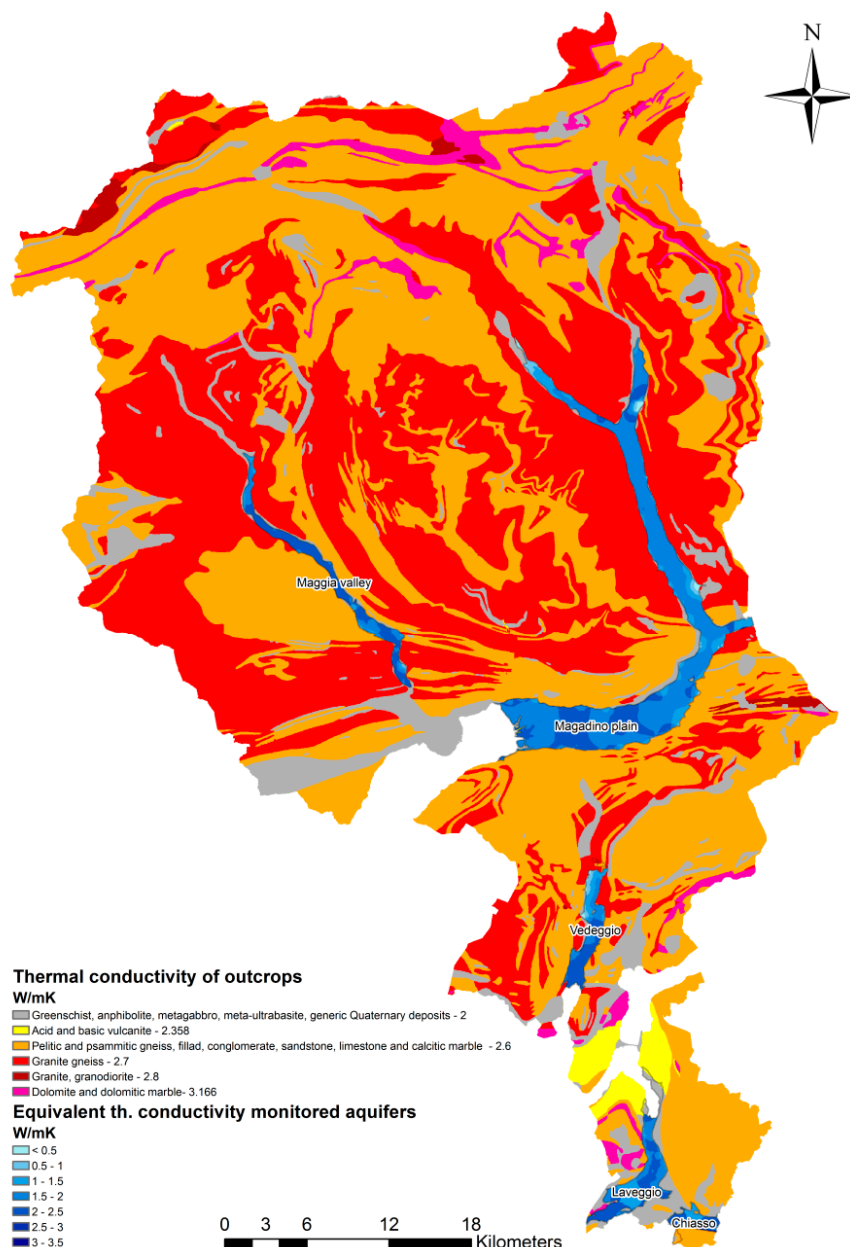 N
Maggia valley
Magadino plain
Vedeggio
Thermal conductivity of outcrops
W/mK
Greenschist, anphibolite, metagabbro, meta-ultrabasite, generic Quaternary deposits - 2
Acid and basic vulcanite - 2.358
Pelitic and psammitic gneiss, fillad, conglomerate, sandstone, limestone and calcitic marble - 2.6
Granite gneiss - 2.7
Granite, granodiorite - 2.8
Dolomite and dolomitic marble- 3.166
Equivalent th. conductivity monitored aquifers
W/mK
< 0.5
0.5 - 1
1 - 1.5
1.5 - 2
2 - 2.5
2.5 - 3
3 - 3.5
Laveggio
Chiasso
0 3 6 12 18
Kilometers